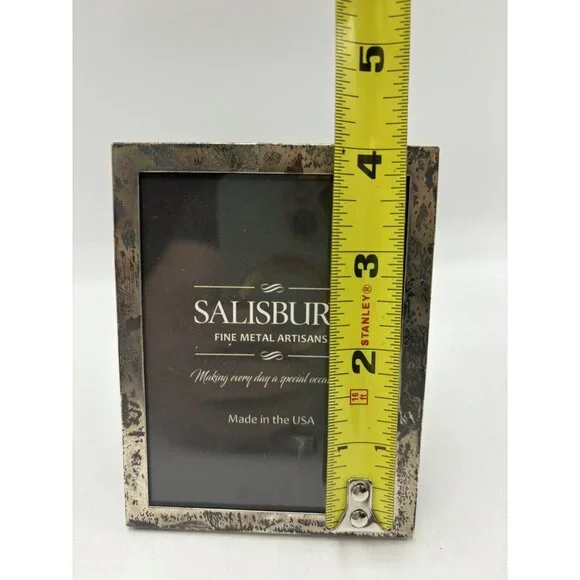 5
4
SALISBUR
FINE METAL ARTISANS
Making every day a special occa
Made in the USA
3
STANLEY®
2
16 ft
1 1